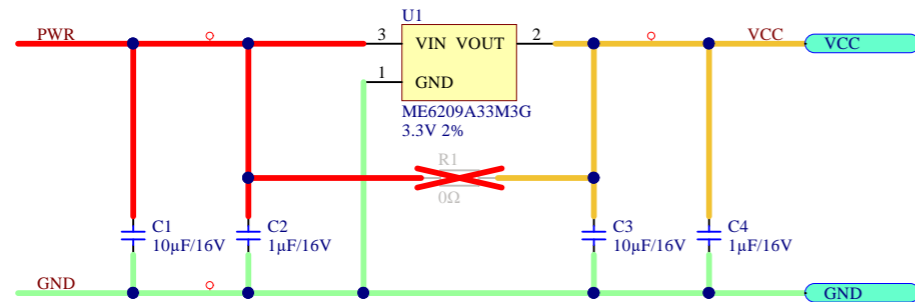 U1
PWR
3
VIN VOUT
2
VCC
VCC
1
GND
ME6209A33M3G
3.3V 2%
R1
0Ω
C1
10µF/16V
C2
1µF/16V
C3
10µF/16V
C4
1µF/16V
GND
GND